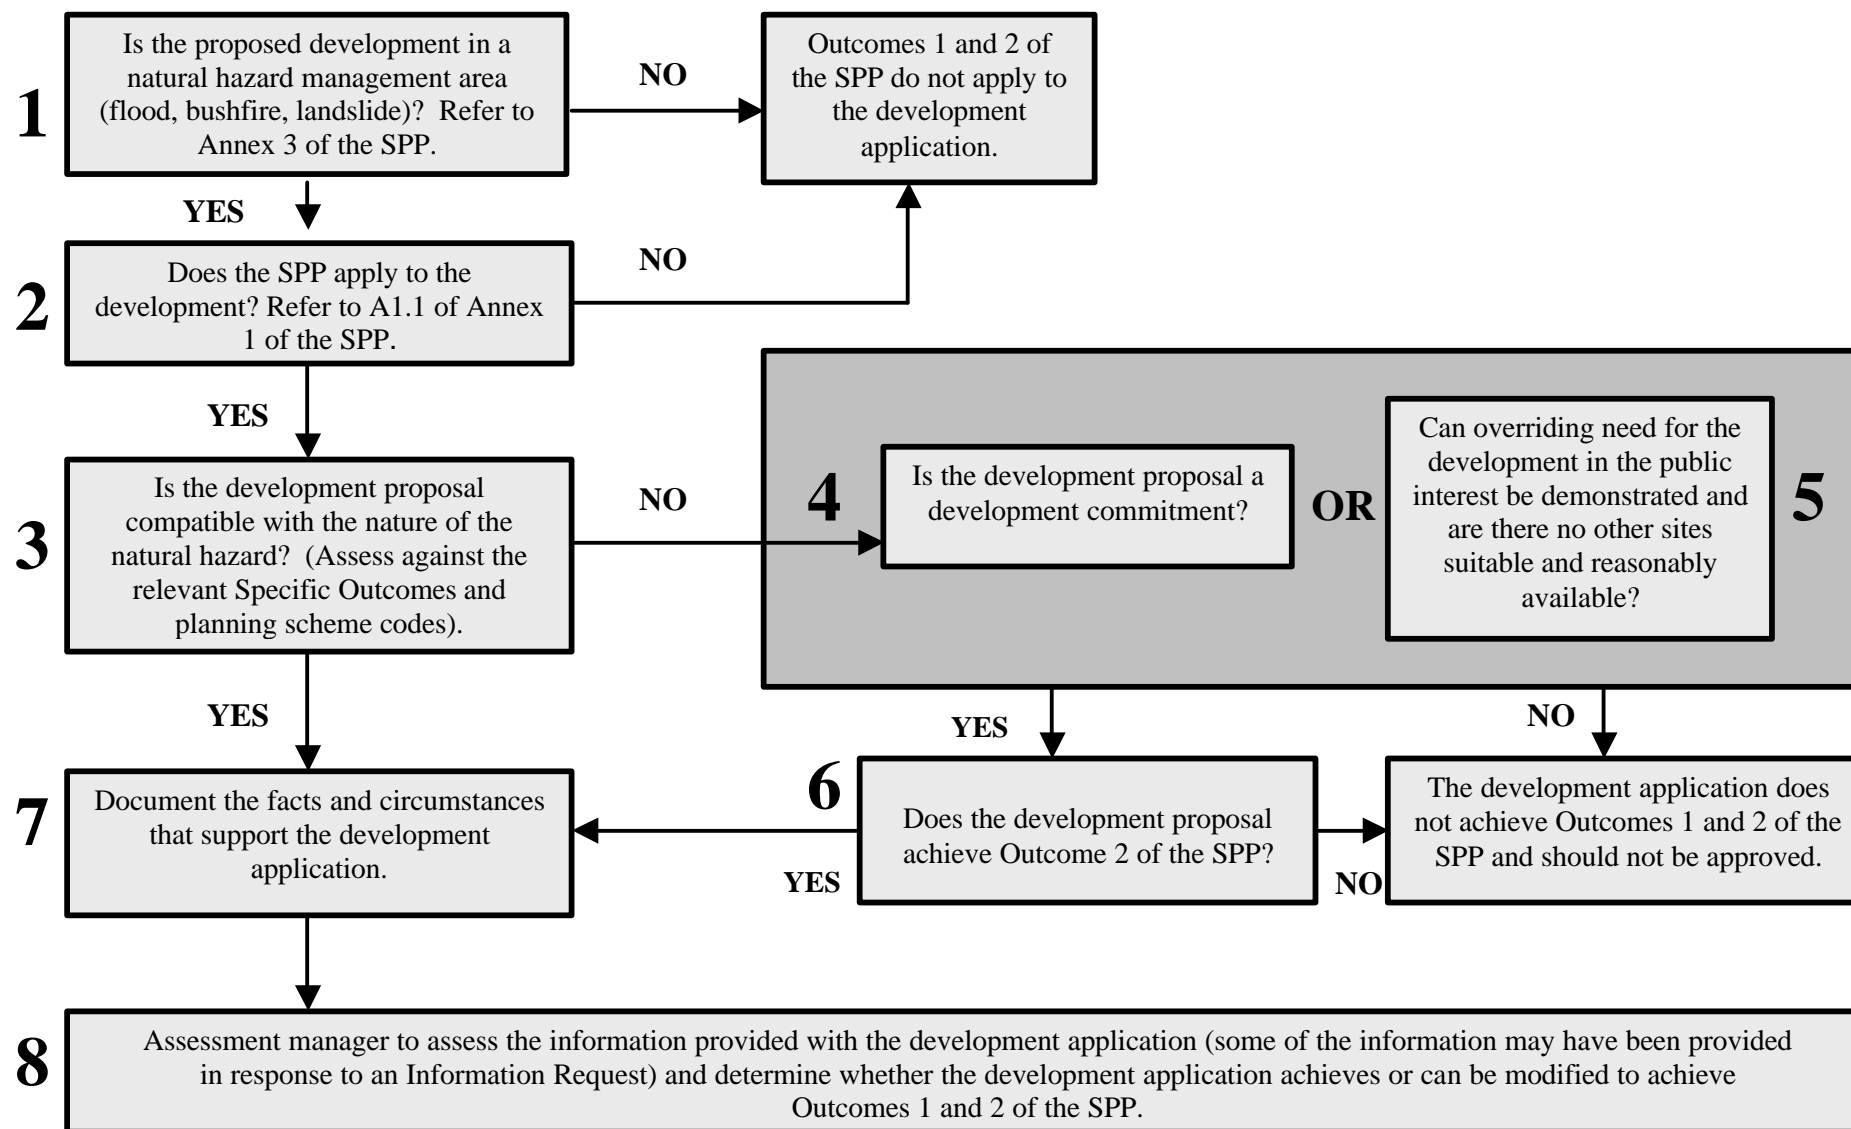 1
Is the proposed development in a
natural hazard management area
(flood, bushfire, landslide)?  Refer to
Annex 3 of the SPP.
NO
Outcomes 1 and 2 of
the SPP do not apply to
the development
application.
YES
2
Does the SPP apply to the
development? Refer to A1.1 of Annex
1 of the SPP.
NO
YES
3
Is the development proposal
compatible with the nature of the
natural hazard?  (Assess against the
relevant Specific Outcomes and
planning scheme codes).
NO
4
Is the development proposal a
development commitment?
OR
Can overriding need for the
development in the public
interest be demonstrated and
are there no other sites
suitable and reasonably
available?
5
YES
YES
NO
7
Document the facts and circumstances
that support the development
application.
6
Does the development proposal
achieve Outcome 2 of the SPP?
YES
NO
The development application does
not achieve Outcomes 1 and 2 of the
SPP and should not be approved.
8
Assessment manager to assess the information provided with the development application (some of the information may have been provided
in response to an Information Request) and determine whether the development application achieves or can be modified to achieve
Outcomes 1 and 2 of the SPP.